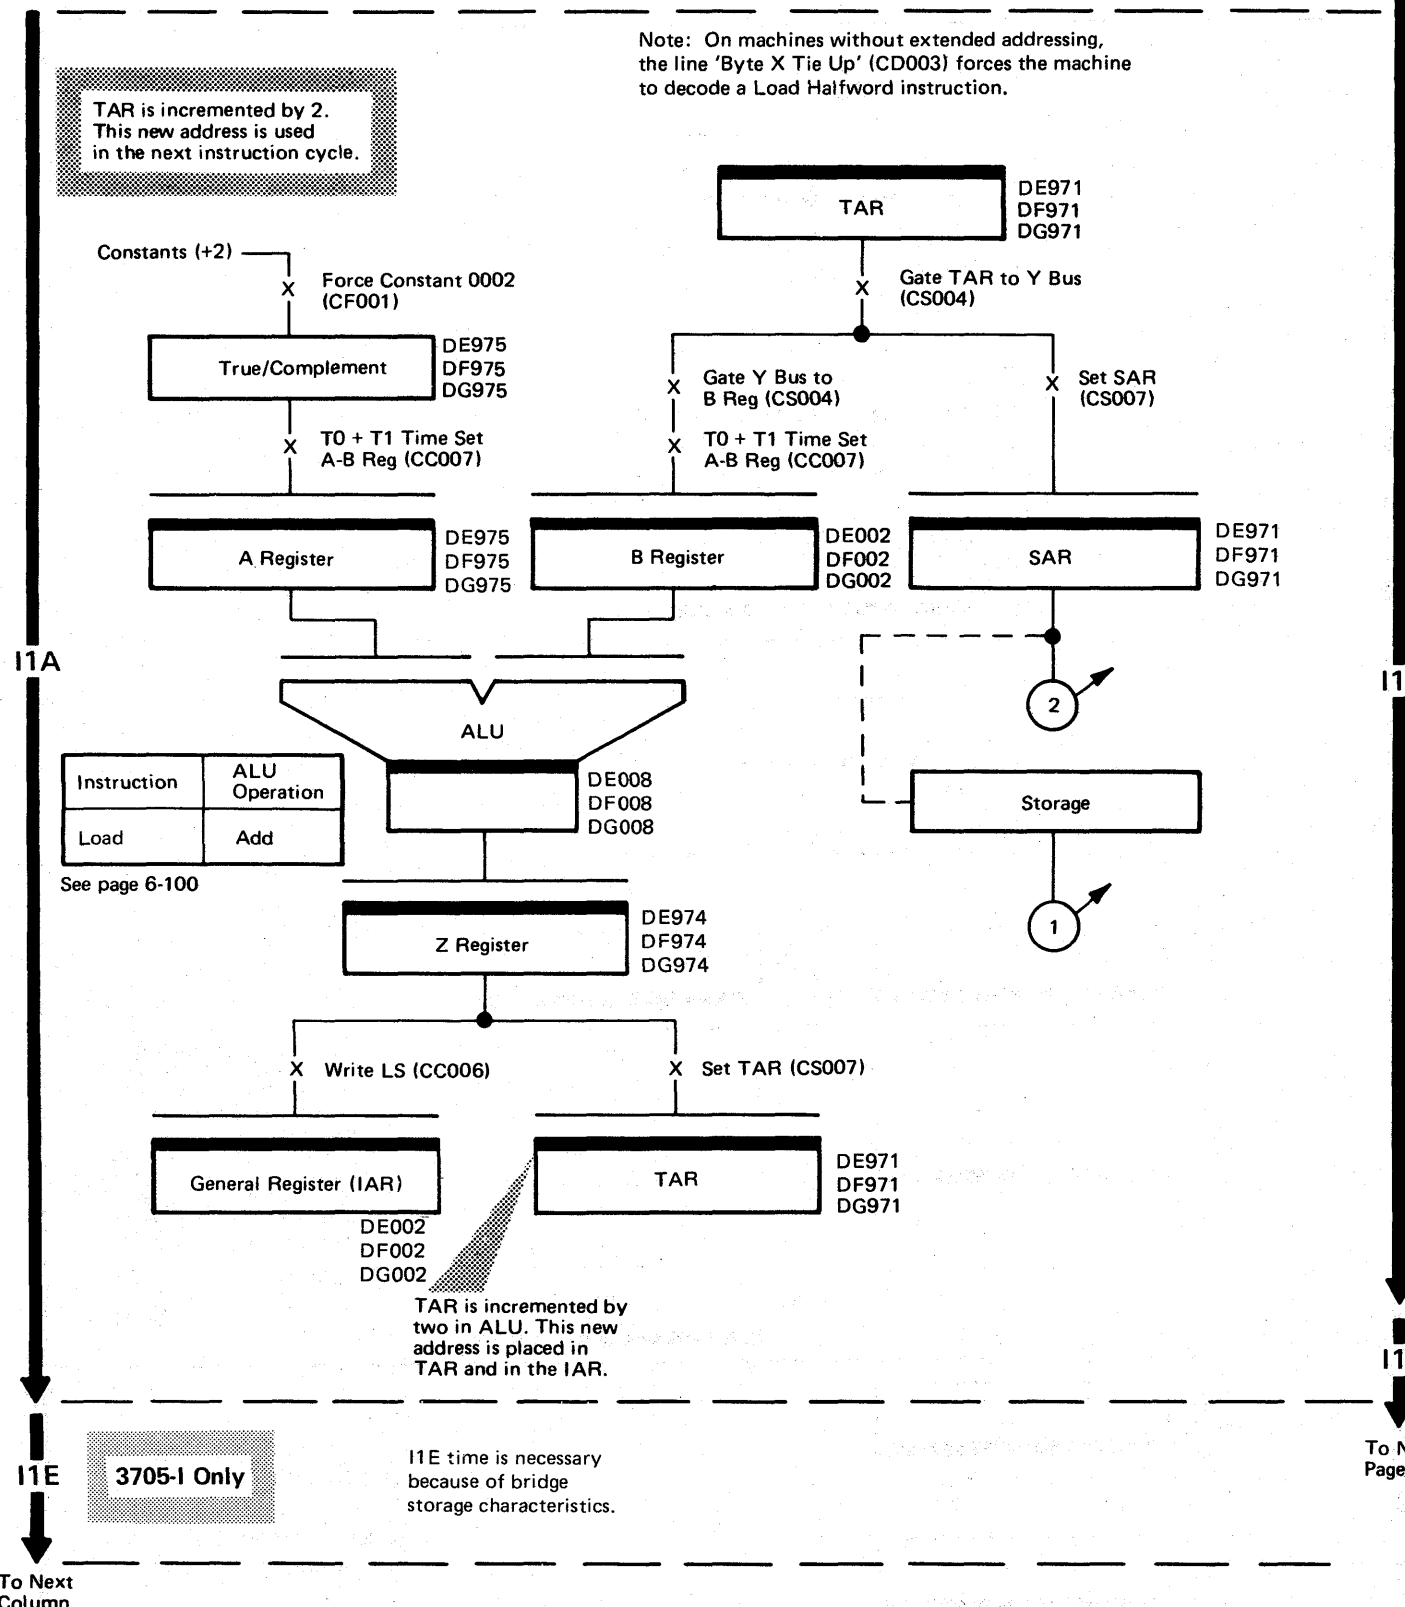 Note: On machines without extended addressing,
the line 'Byte X Tie Up' (CD003) forces the machine
to decode a Load Halfword instruction.
TAR is incremented by 2.
This new address is used
in the next instruction cycle.
TAR
DE971
DF971
DG971
Constants (+2)
X
Force Constant 0002
(CF001)
X
Gate TAR to Y Bus
(CS004)
True/Complement
DE975
DF975
DG975
X
Gate Y Bus to
B Reg (CS004)
X
Set SAR
(CS007)
X
T0 + T1 Time Set
A-B Reg (CC007)
X
T0 + T1 Time Set
A-B Reg (CC007)
A Register
DE975
DF975
DG975
B Register
DE002
DF002
DG002
SAR
DE971
DF971
DG971
I1A
I1
2
ALU
Instruction
ALU
Operation
Load
Add
See page 6-100
DE008
DF008
DG008
Storage
1
Z Register
DE974
DF974
DG974
X
Write LS (CC006)
X
Set TAR (CS007)
General Register (IAR)
DE002
DF002
DG002
TAR
DE971
DF971
DG971
TAR is incremented by
two in ALU. This new
address is placed in
TAR and in the IAR.
I1
I1E
3705-I Only
I1E time is necessary
because of bridge
storage characteristics.
To N
Page
To Next
Column